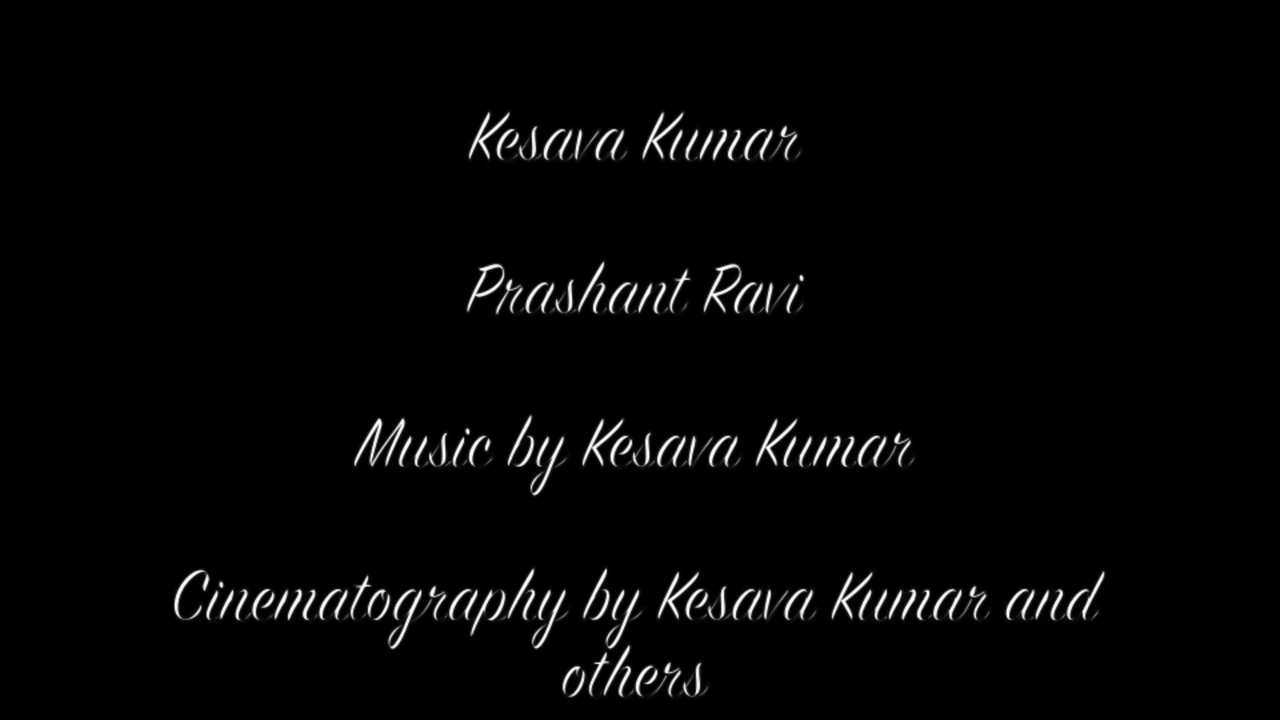 Kesava Kumar
Prashant Ravi
Music by Kesava Kumar
Cinematography by Kesava Kumar and
others